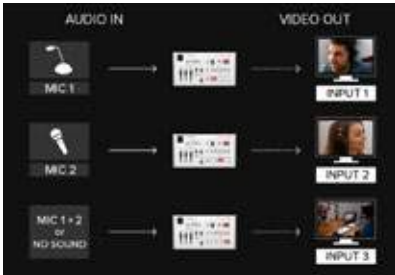 AUDIO IN
VIDEO OUT
MIC 1
INPUT 1
MIC 2
INPUT 2
MIC 1+2
or
NO SOUND
INPUT 3